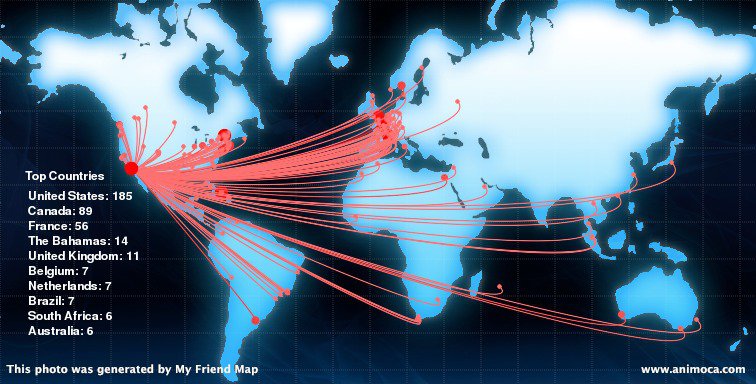 Top Countries
United States: 185
Canada: 89
France: 56
The Bahamas: 14
United Kingdom: 11
Belgium: 7
Netherlands: 7
Brazil: 7
South Africa: 6
Australia: 6
This photo was generated by My Friend Map
www.animoca.com